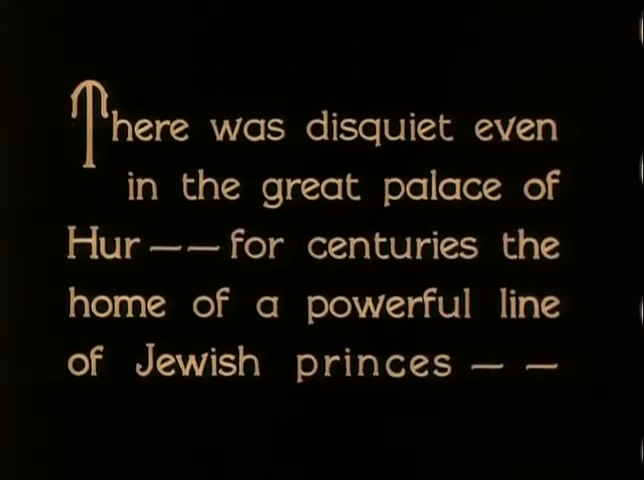 There was disquiet even
in the great palace of
Hur — — for centuries the
home of a powerful line
of Jewish princes — —